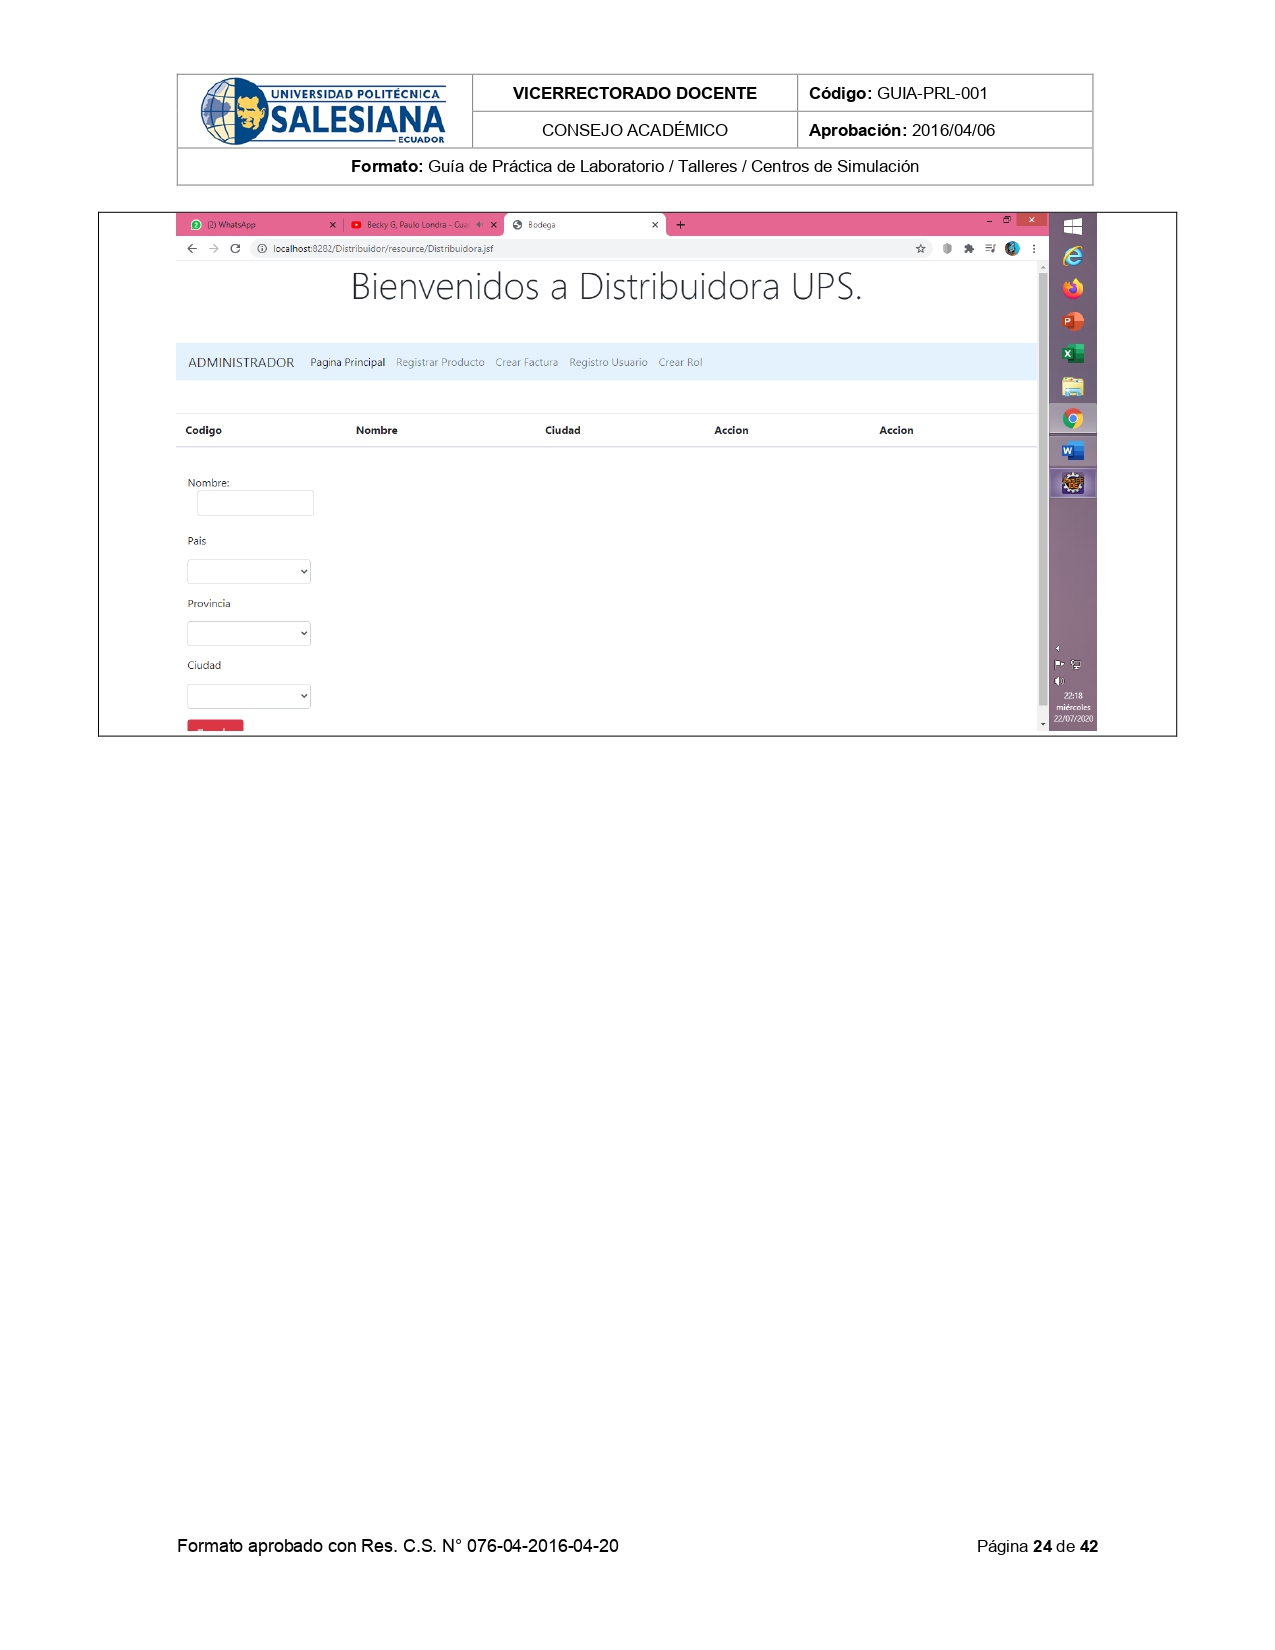 UNIVERSIDAD POLITÉCNICA
SALESIANA
ECUADOR
VICERRECTORADO DOCENTE
Código: GUIA-PRL-001
CONSEJO ACADÉMICO
Aprobación: 2016/04/06
Formato: Guía de Práctica de Laboratorio / Talleres / Centros de Simulación
(2) WhatsApp
Becky G, Paulo Londra - Cua
Bodega
localhost:8282/Distribuidor/resource/Distribuidora.jsf
Bienvenidos a Distribuidora UPS.
ADMINISTRADOR Pagina Principal Registrar Producto Crear Factura Registro Usuario Crear Rol
Codigo Nombre Ciudad Accion Accion
Nombre:
Pais
Provincia
Ciudad
22:18
miércoles
22/07/2020
Formato aprobado con Res. C.S. N° 076-04-2016-04-20
Página 24 de 42